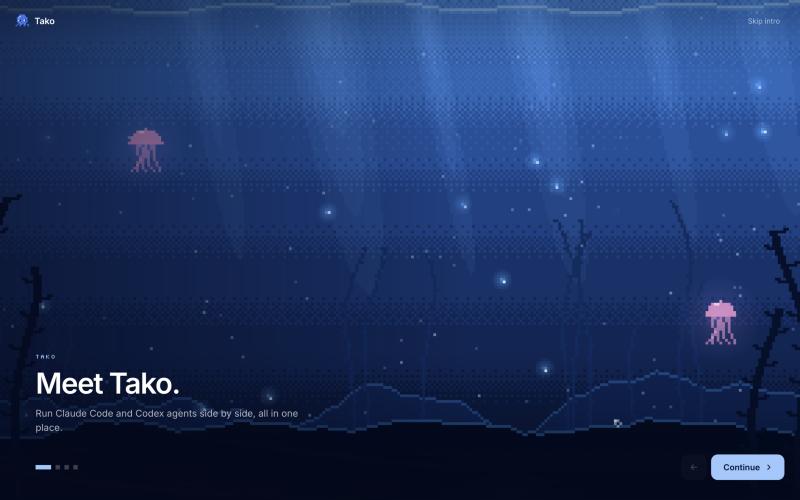 Tako
Skip intro
TAKO
Meet Tako.
Run Claude Code and Codex agents side by side, all in one
place.
Continue